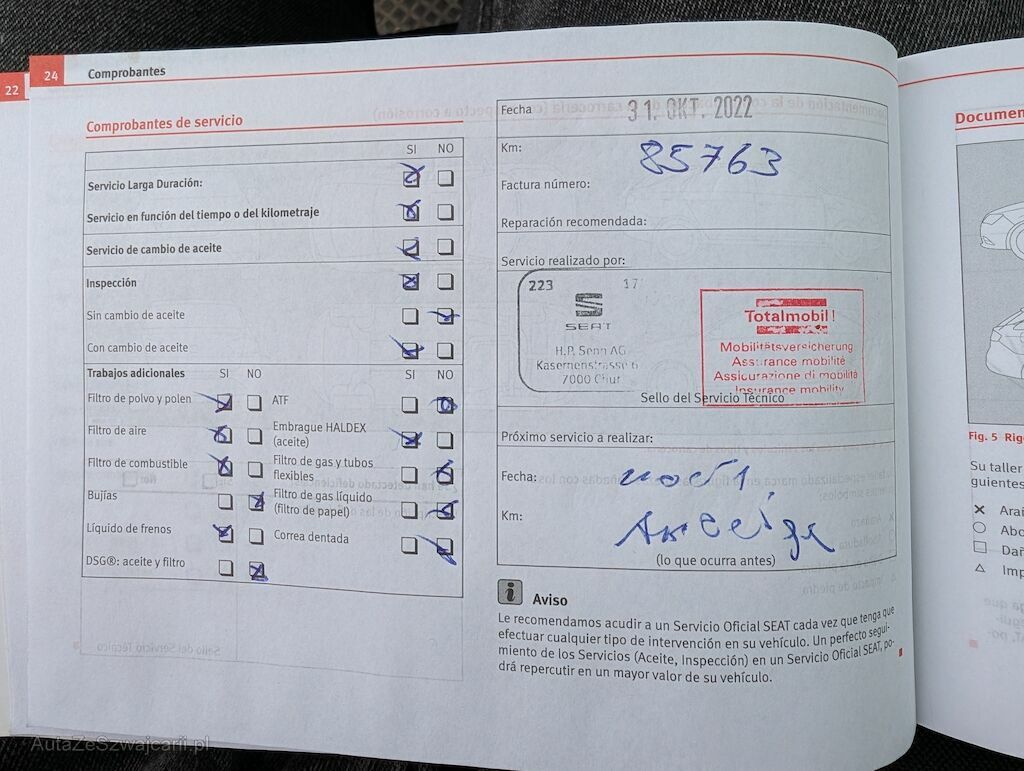 22
24 Comprobantes
Comprobantes de servicio
SI NO
Servicio Larga Duración:
Servicio en función del tiempo o del kilometraje
Servicio de cambio de aceite
Inspección
Sin cambio de aceite
Con cambio de aceite
Trabajos adicionales SI NO SI NO
Filtro de polvo y polen ATF
Filtro de aire Embrague HALDEX
(aceite)
Filtro de combustible Filtro de gas y tubos
flexibles
Bujías Filtro de gas líquido
(filtro de papel)
Líquido de frenos Correa dentada
DSG®: aceite y filtro
Fecha 31. OKT. 2022
Km: 85763
Factura número:
Reparación recomendada:
Servicio realizado por:
223 17
SEAT
H.P. Senn AG
Kasernenstrasse 6
7000 Chur
Totalmobil!
Mobilitätsversicherung
Assurance mobilité
Assicurazione di mobilità
Insurance mobility
Sello del Servicio Técnico
Próximo servicio a realizar:
Fecha:
Km:
(lo que ocurra antes)
i Aviso
Le recomendamos acudir a un Servicio Oficial SEAT cada vez que tenga que
efectuar cualquier tipo de intervención en su vehículo. Un perfecto segui-
miento de los Servicios (Aceite, Inspección) en un Servicio Oficial SEAT, po-
drá repercutir en un mayor valor de su vehículo.
Documen
Fig. 5 Rig
Su taller
guientes
Ara
Abo
Dañ
Imp
AutaZeSzwajcarii.pl